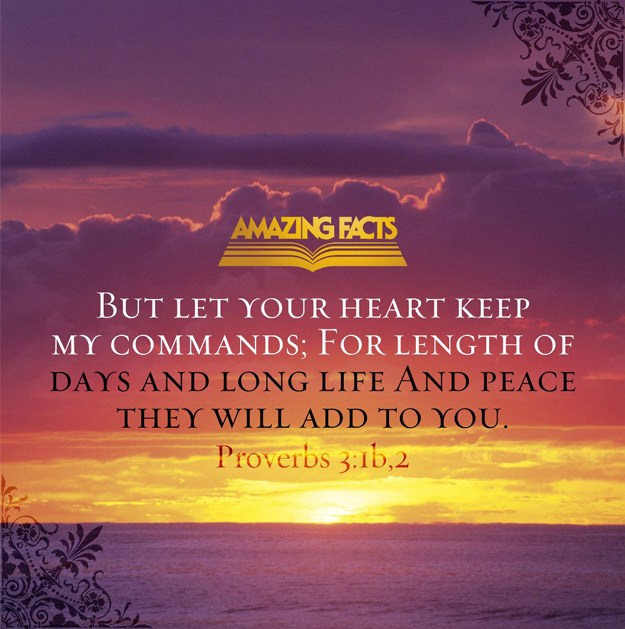 AMAZING FACTS
BUT LET YOUR HEART KEEP
MY COMMANDS; FOR LENGTH OF
DAYS AND LONG LIFE AND PEACE
THEY WILL ADD TO YOU.
Proverbs 3:1b,2